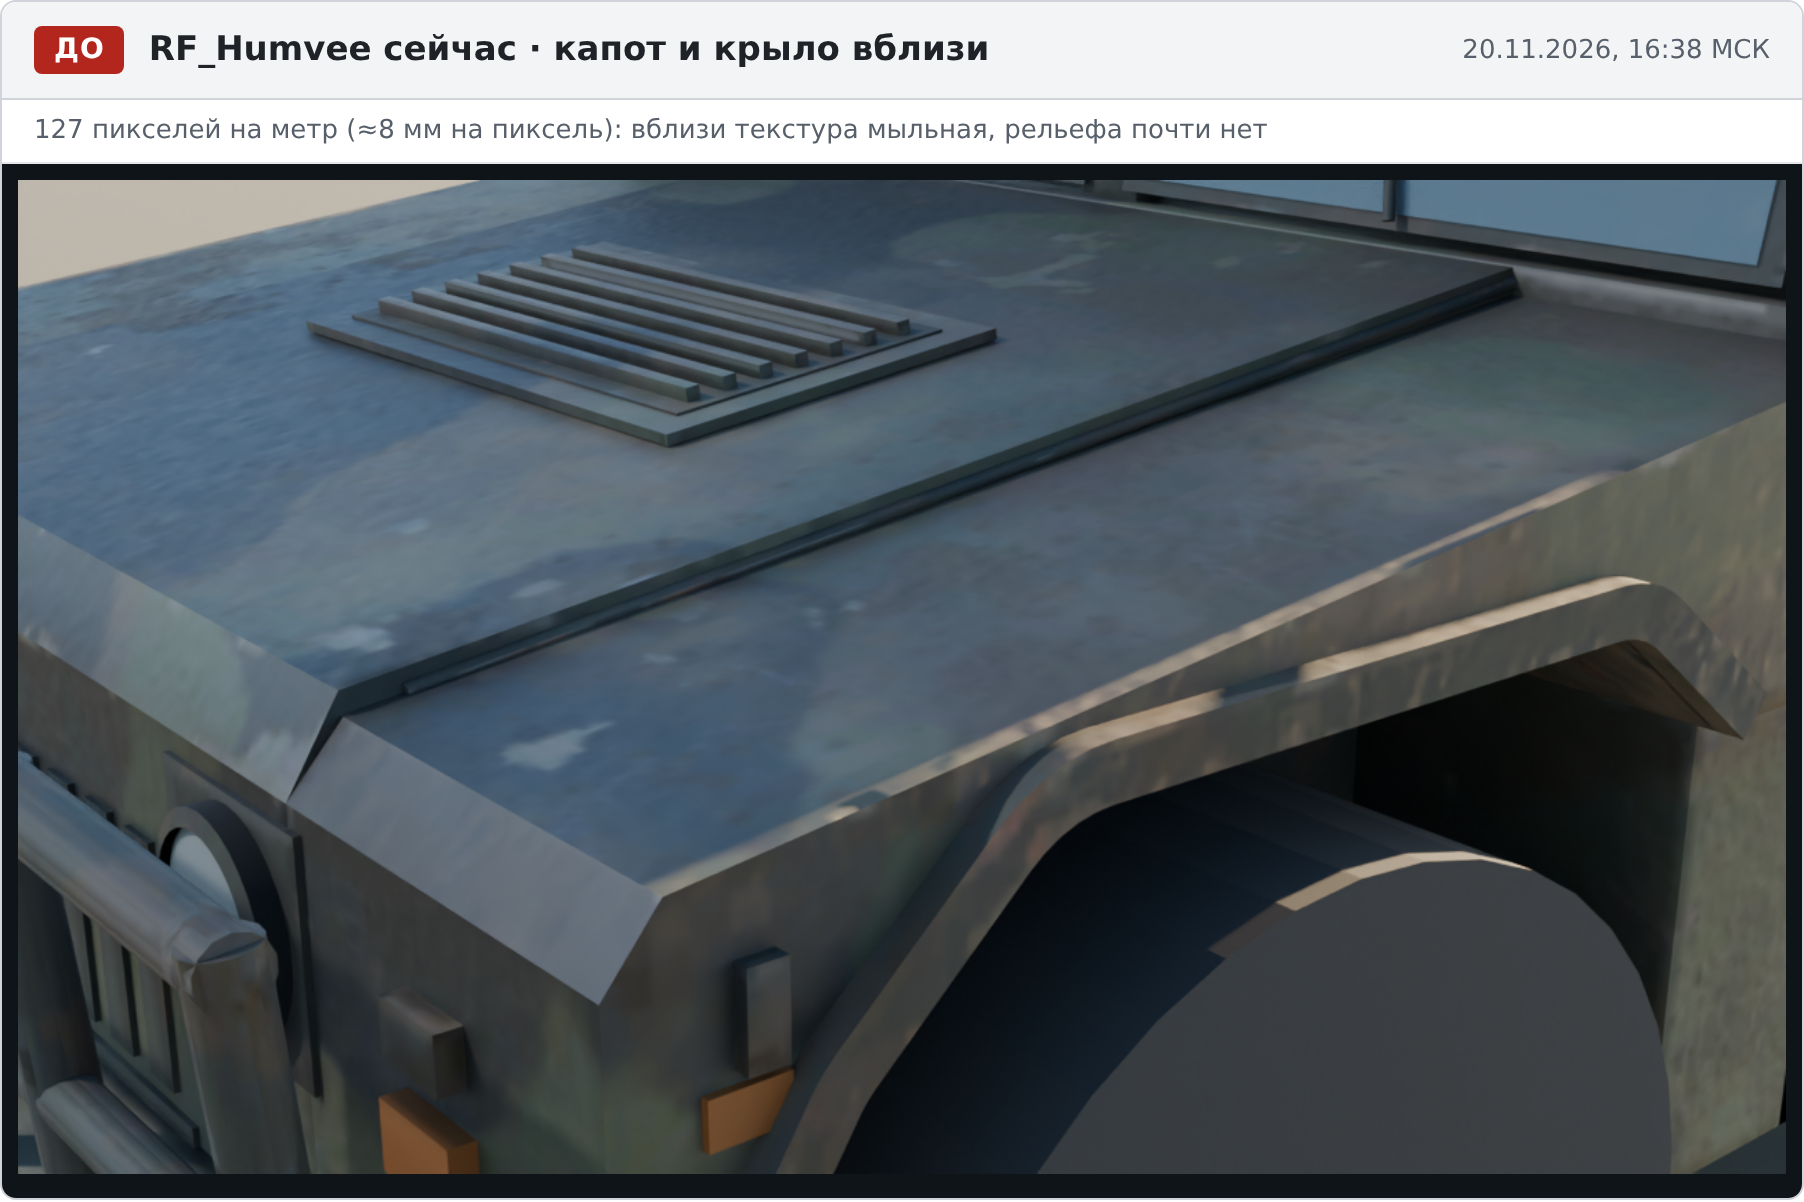 ДО
RF_Humvee сейчас · капот и крыло вблизи
20.11.2026, 16:38 МСК
127 пикселей на метр (≈8 мм на пиксель): вблизи текстура мыльная, рельефа почти нет